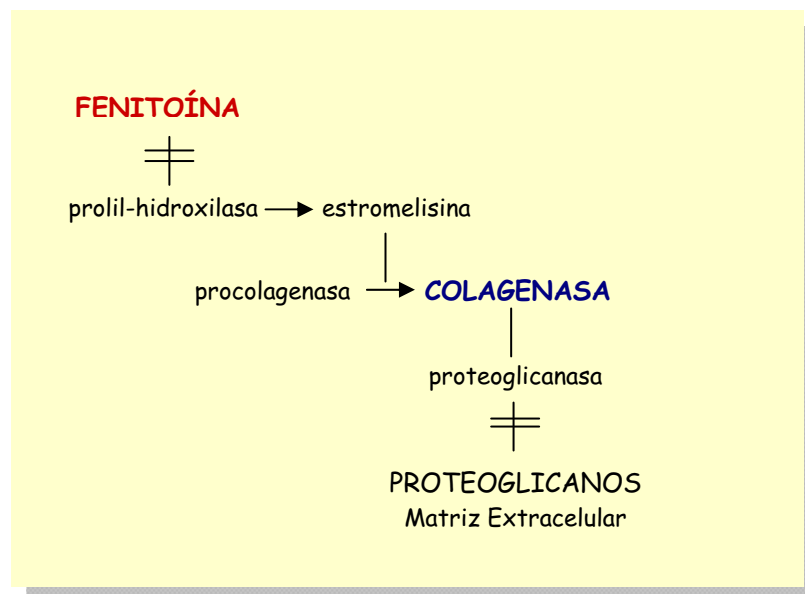 FENITOÍNA
prolil-hidroxilasa estromelisina
procolagenasa COLAGENASA
proteoglicanasa
PROTEOGLICANOS
Matriz Extracelular